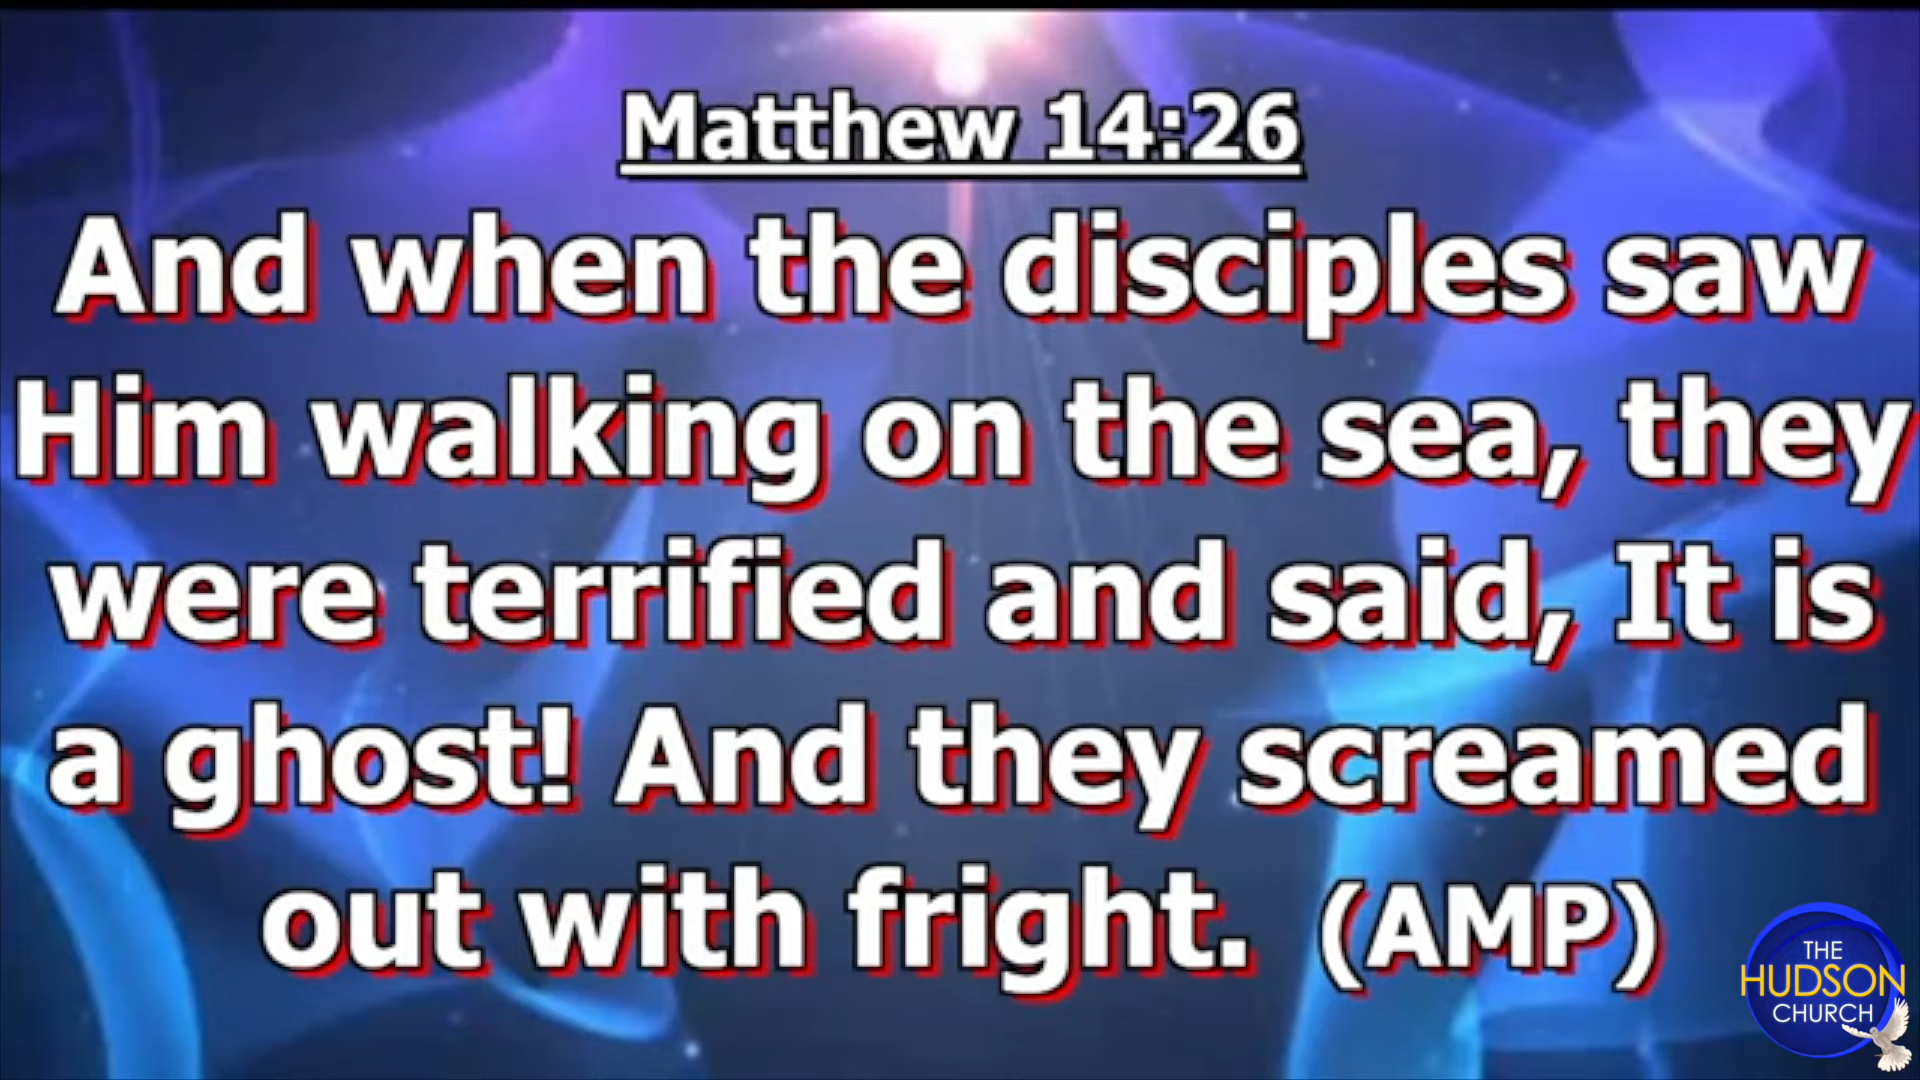 Matthew 14:26
And when the disciples saw
Him walking on the sea, they
were terrified and said, It is
a ghost! And they screamed
out with fright. (AMP)
THE
HUDSON
CHURCH